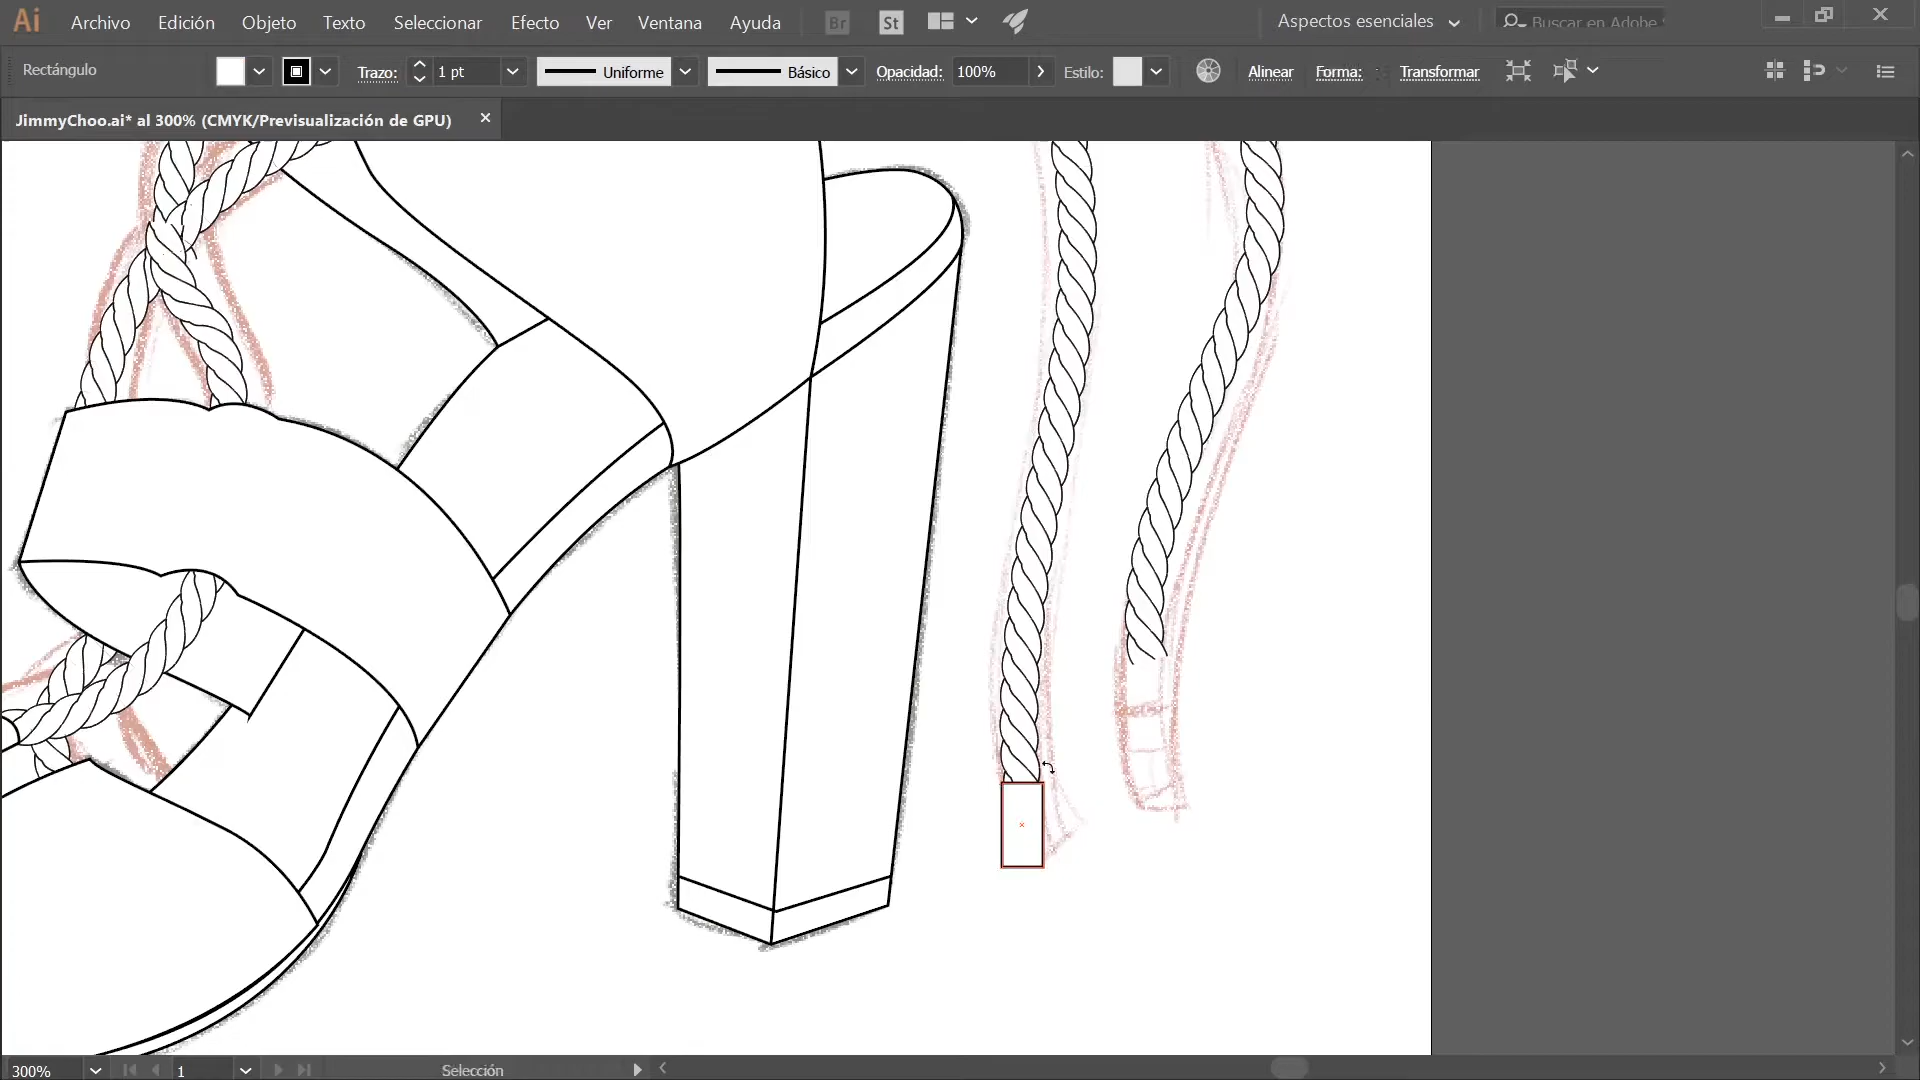 Ai Archivo Edición Objeto Texto Seleccionar Efecto Ver Ventana Ayuda Br St Aspectos esenciales Buscar en Adobe
Rectángulo Trazo: 1 pt Uniforme Básico Opacidad: 100% Estilo: Alinear Forma: Transformar
JimmyChoo.ai* al 300% (CMYK/Previsualización de GPU) ×
300% 1 Selección